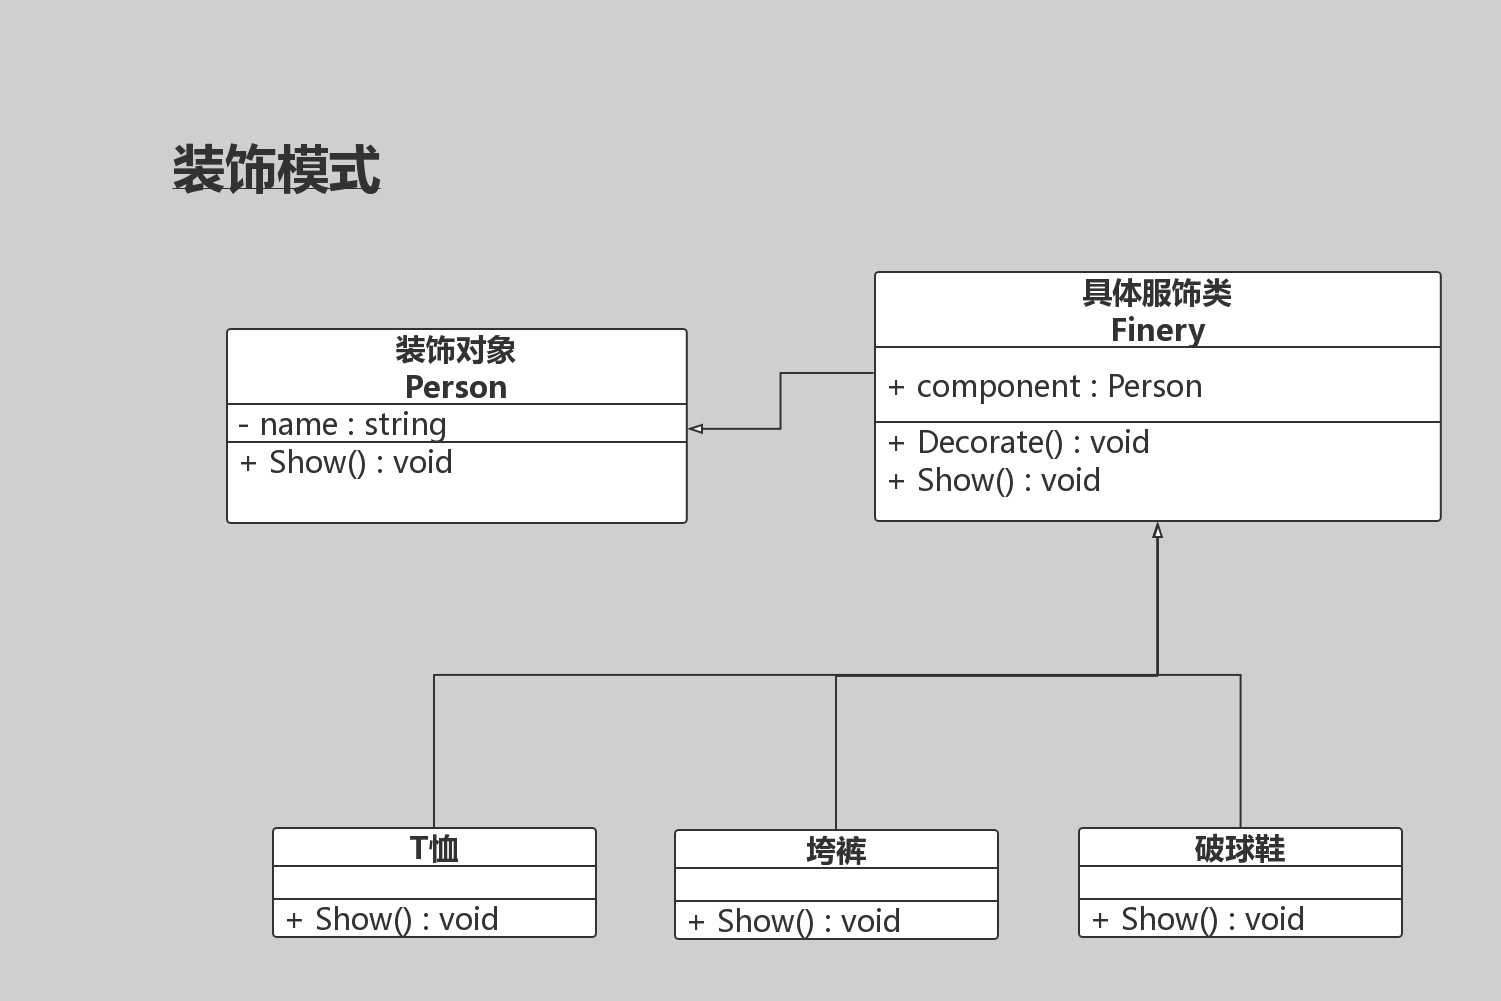 装饰模式
装饰对象
Person
- name : string
+ Show() : void
具体服饰类
Finery
+ component : Person
+ Decorate() : void
+ Show() : void
T恤
+ Show() : void
垮裤
+ Show() : void
破球鞋
+ Show() : void